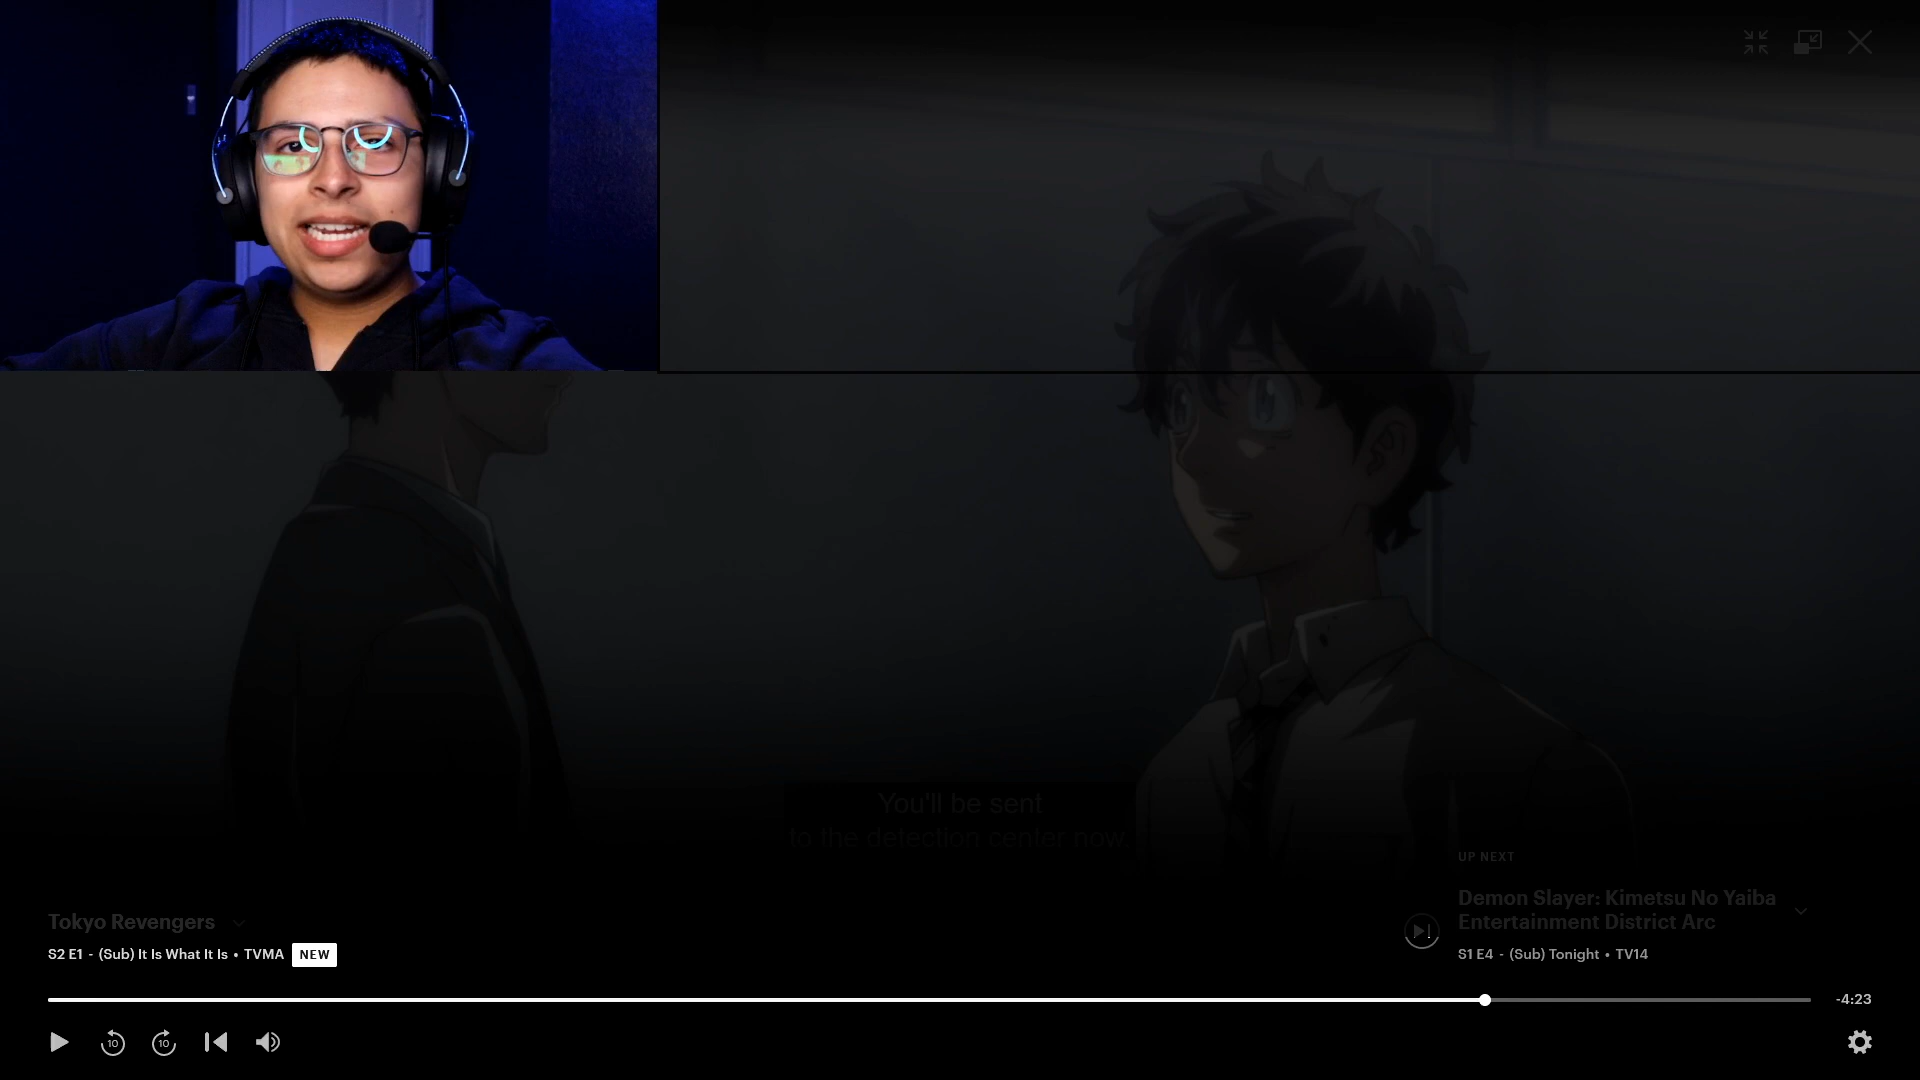 You'll be sent
to the detection center now.
UP NEXT
Tokyo Revengers
S2 E1 - (Sub) It Is What It Is • TVMA NEW
Demon Slayer: Kimetsu No Yaiba
Entertainment District Arc
S1 E4 - (Sub) Tonight • TV14
-4:23
10 10